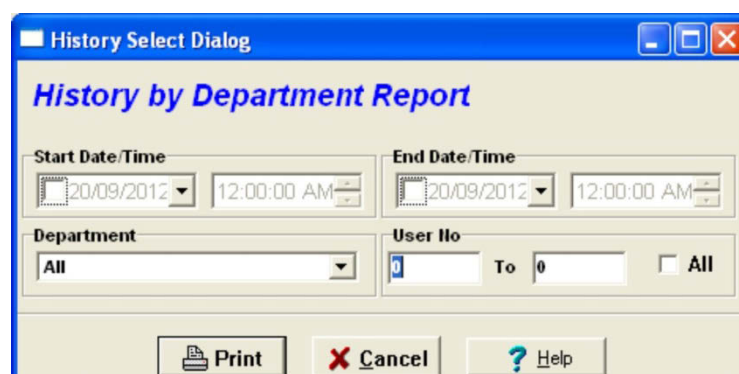 History Select Dialog
History by Department Report
Start Date/Time End Date/Time
20/09/2012 12:00:00 AM 20/09/2012 12:00:00 AM
Department User No
All 0 To 0 All
Print Cancel Help